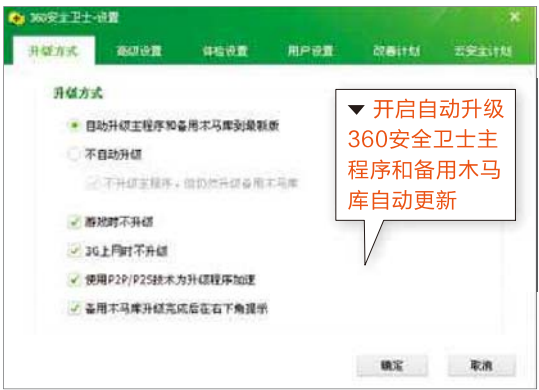 360安全卫士-设置
升级方式 高级设置 体检设置 用户设置 改善计划 云安全计划
升级方式
自动升级主程序和备用木马库到最新版
不自动升级
不升级主程序，但仍然升级备用木马库
游戏时不升级
3G上网时不升级
使用P2P/P2S技术为升级程序加速
备用木马库升级完成后在右下角提示
▼ 开启自动升级
360安全卫士主
程序和备用木马
库自动更新
确定 取消